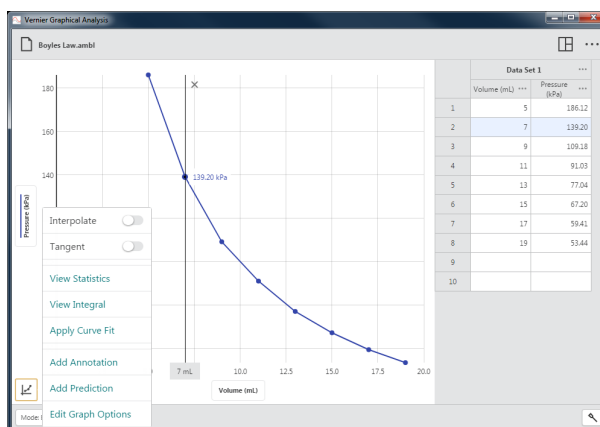 Vernier Graphical Analysis
Boyles Law.ambl
Pressure (kPa)
180
160
140
139.20 kPa
7 mL
10.0
12.5
15.0
17.5
20.0
Volume (mL)
Interpolate
Tangent
View Statistics
View Integral
Apply Curve Fit
Add Annotation
Add Prediction
Edit Graph Options
Mode:
Data Set 1
Volume (mL) Pressure (kPa)
1 5 186.12
2 7 139.20
3 9 109.18
4 11 91.03
5 13 77.04
6 15 67.20
7 17 59.41
8 19 53.44
9
10